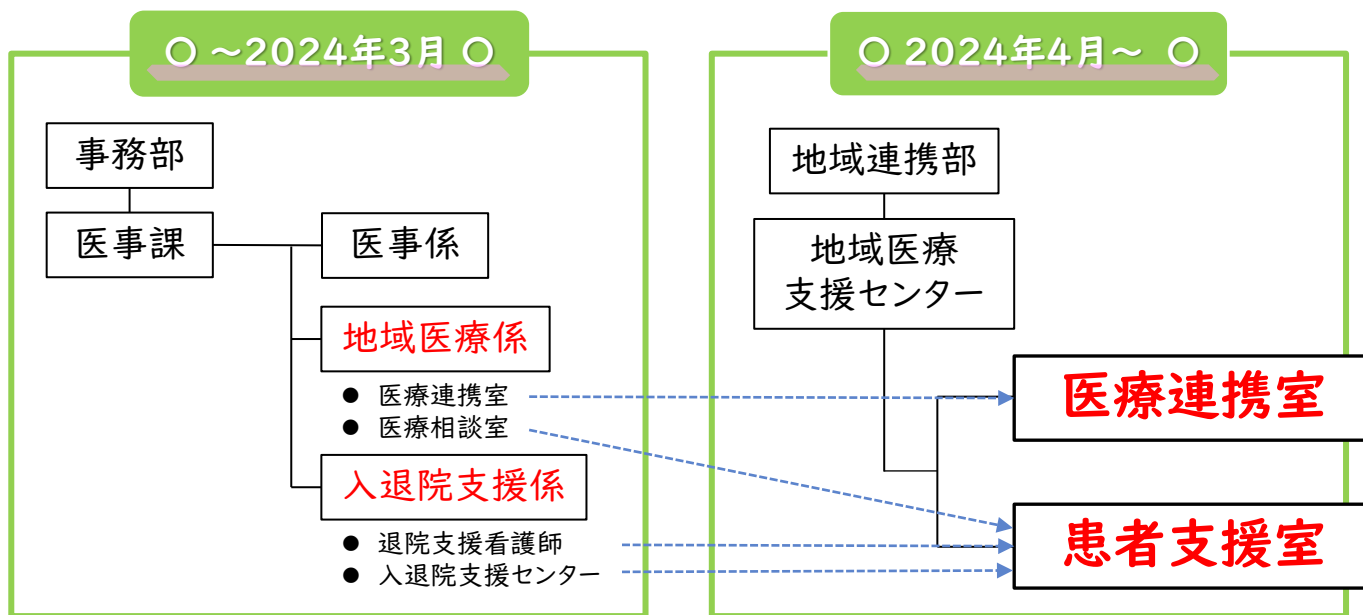 〇 ～2024年3月 〇
事務部
医事課
医事係
地域医療係
● 医療連携室
● 医療相談室
入退院支援係
● 退院支援看護師
● 入退院支援センター
〇 2024年4月～ 〇
地域連携部
地域医療
支援センター
医療連携室
患者支援室